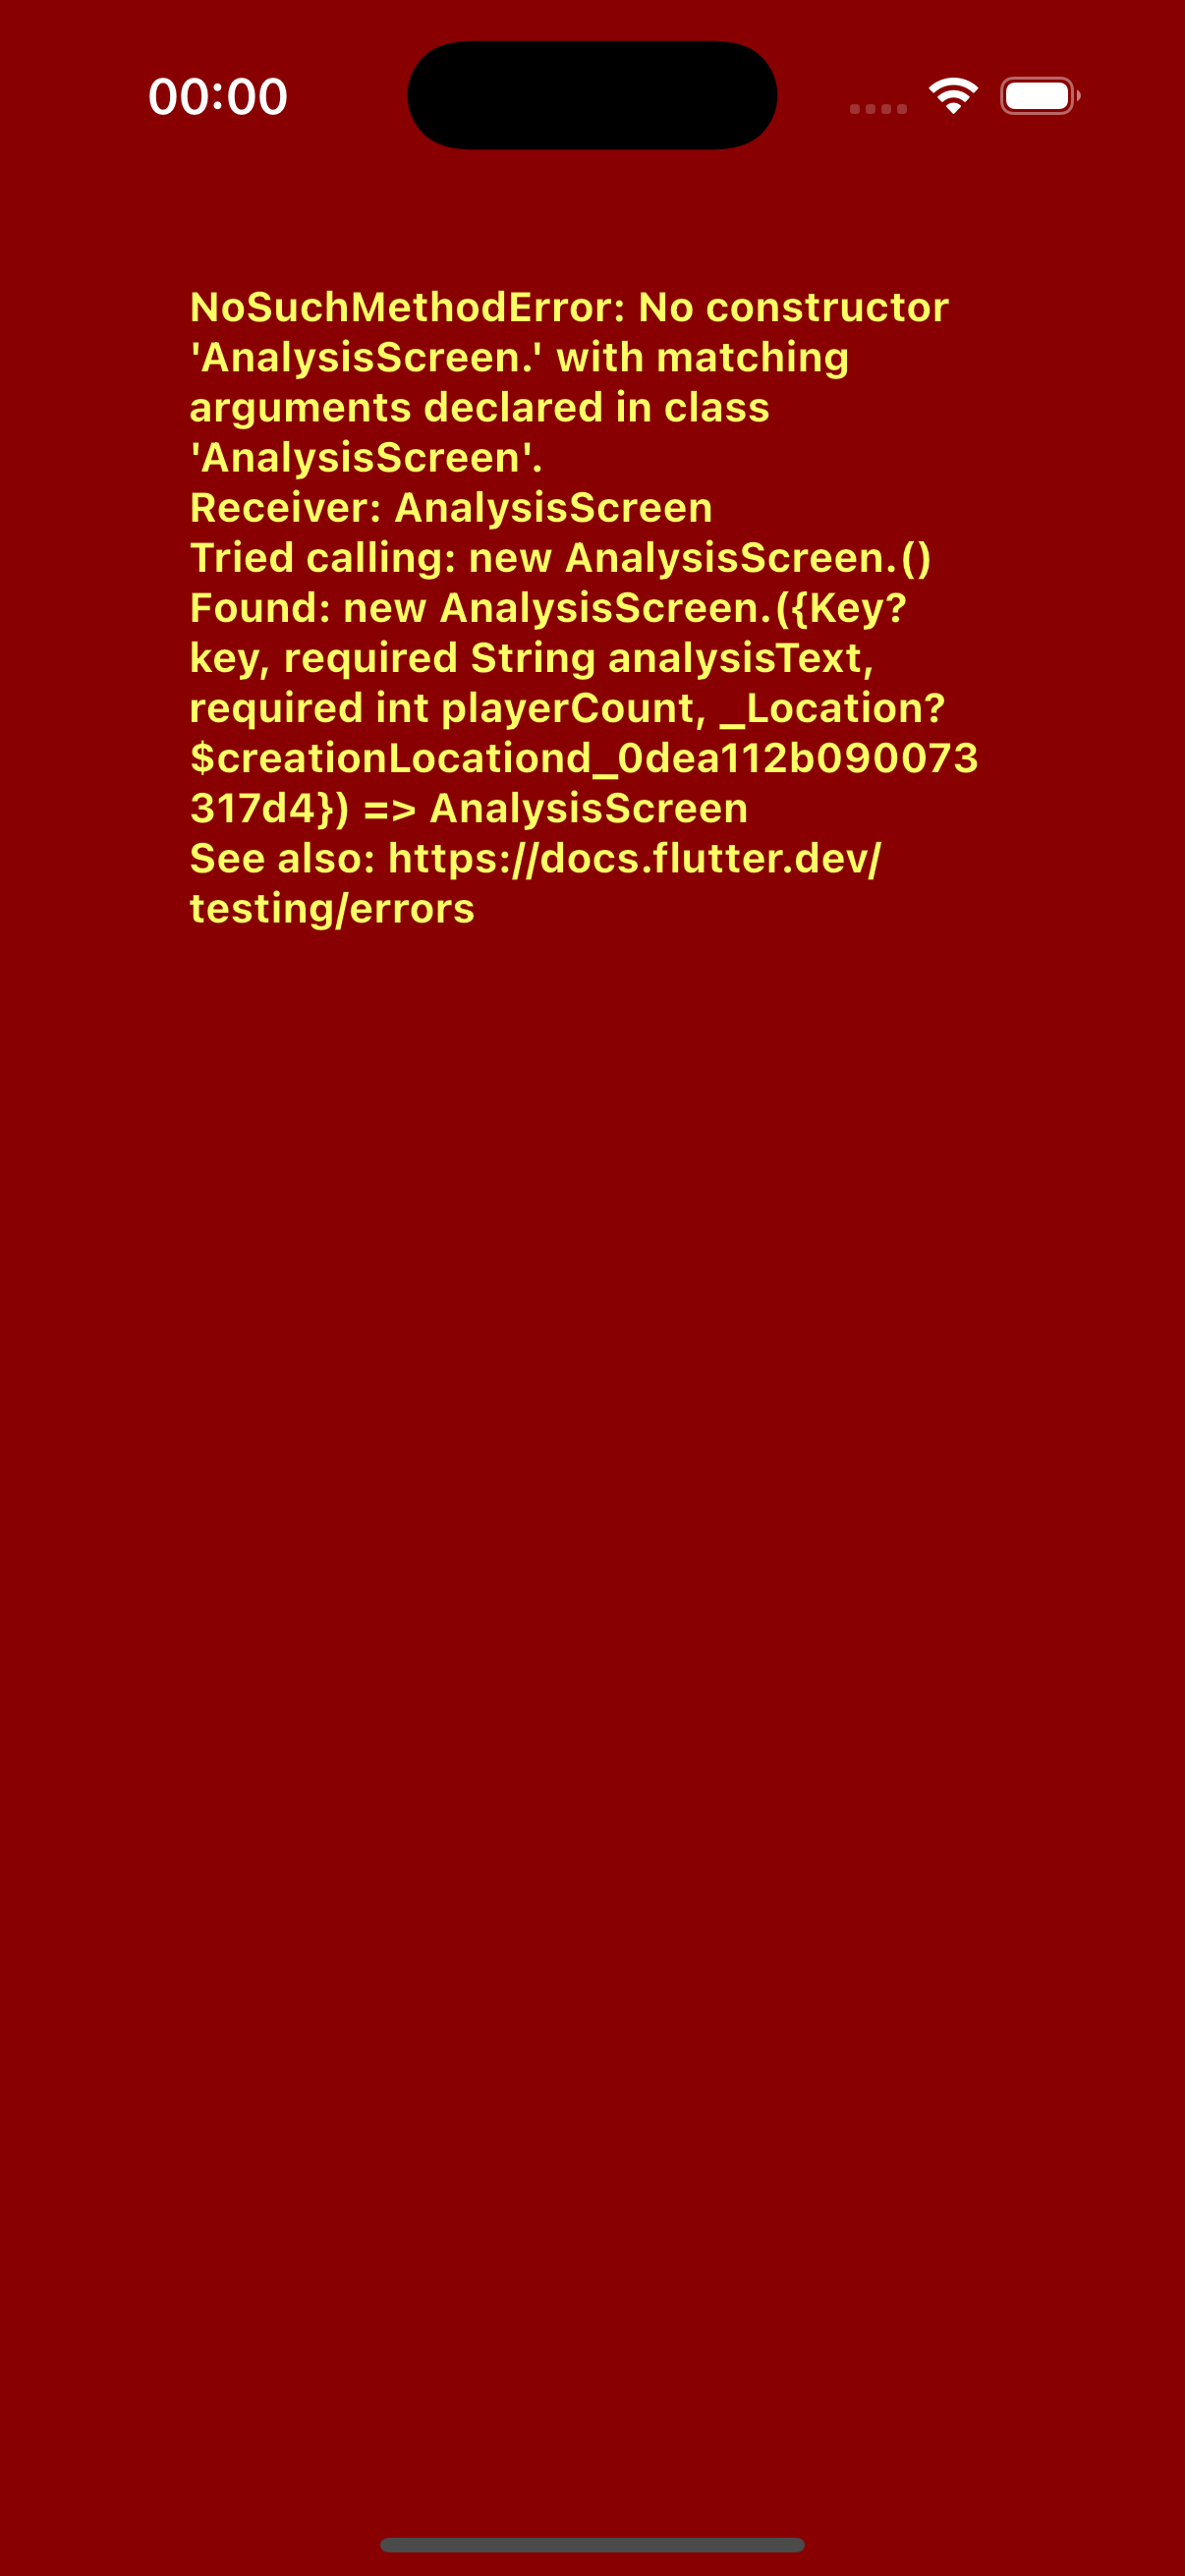 00:00
NoSuchMethodError: No constructor
'AnalysisScreen.' with matching
arguments declared in class
'AnalysisScreen'.
Receiver: AnalysisScreen
Tried calling: new AnalysisScreen.()
Found: new AnalysisScreen.({Key?
key, required String analysisText,
required int playerCount, _Location?
$creationLocationd_0dea112b090073
317d4}) => AnalysisScreen
See also: https://docs.flutter.dev/
testing/errors